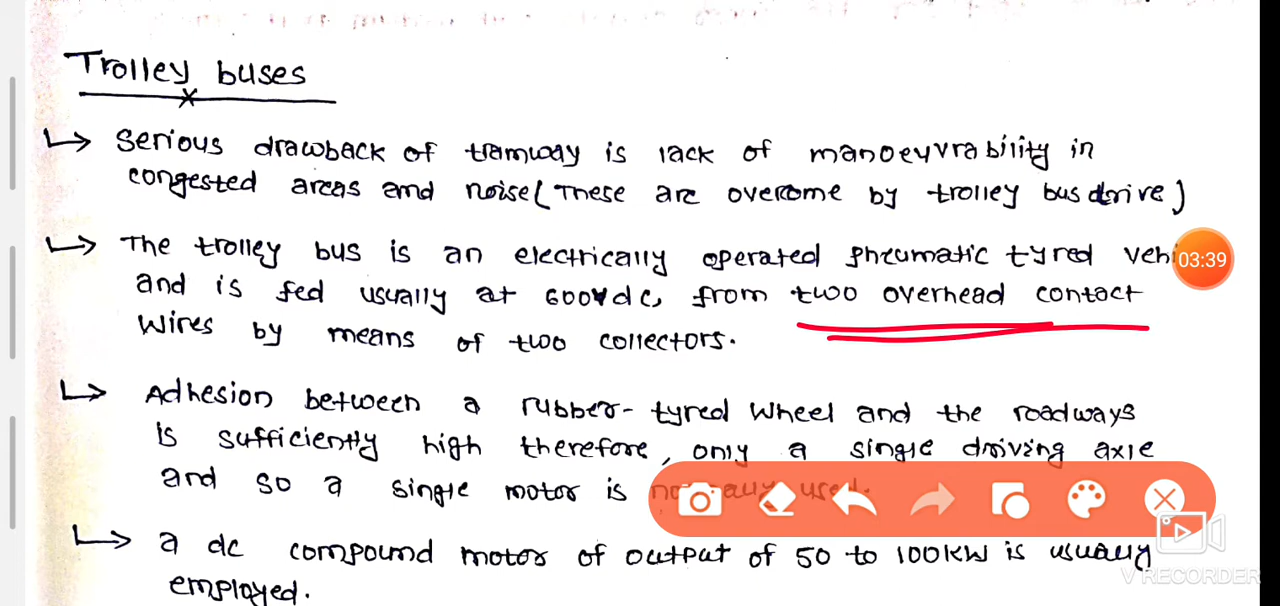 Trolley buses
↳ Serious drawback of tramway is lack of manoeyvrability in
congested areas and noise (These are overcome by trolley bus drive)
↳ The trolley bus is an electrically operated pneumatic tyred
03:39
and is fed usually at 600V dc, from two overhead contact
wires by means of two collectors.
↳ Adhesion between a rubber-tyred wheel and the roadways
is sufficiently high therefore, only a single driving axle
and so a single motor is normally used.
↳ a dc compound motor of output of 50 to 100KW is usually
employed.
V RECORDER